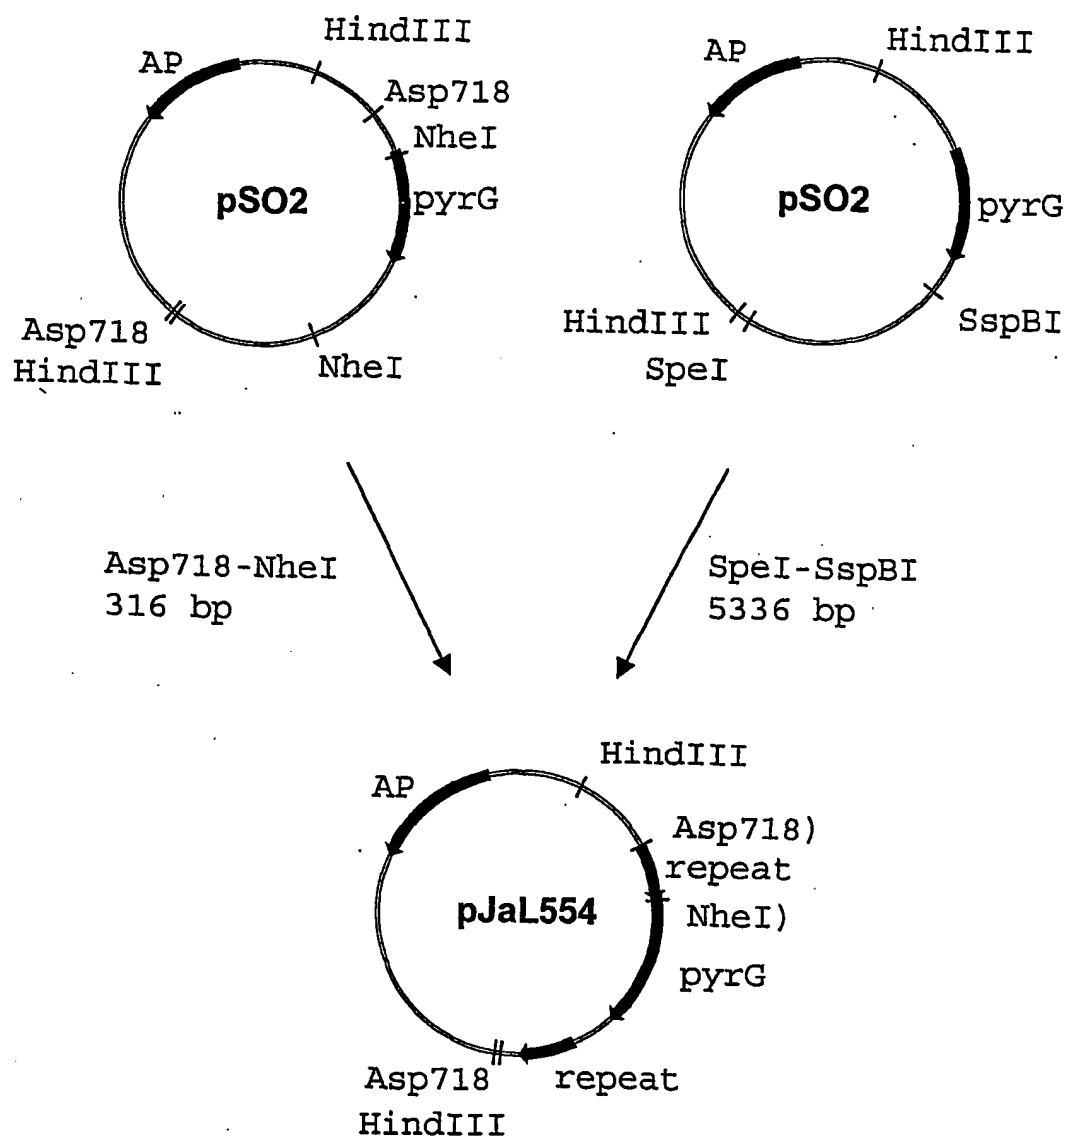 HindIII
AP
Asp718
NheI
pSO2
pyrG
Asp718
HindIII
NheI
HindIII
AP
pSO2
pyrG
HindIII
SpeI
SspBI
Asp718-NheI
316 bp
SpeI-SspBI
5336 bp
HindIII
AP
Asp718)
repeat
pJaL554
NheI)
pyrG
Asp718
HindIII
repeat